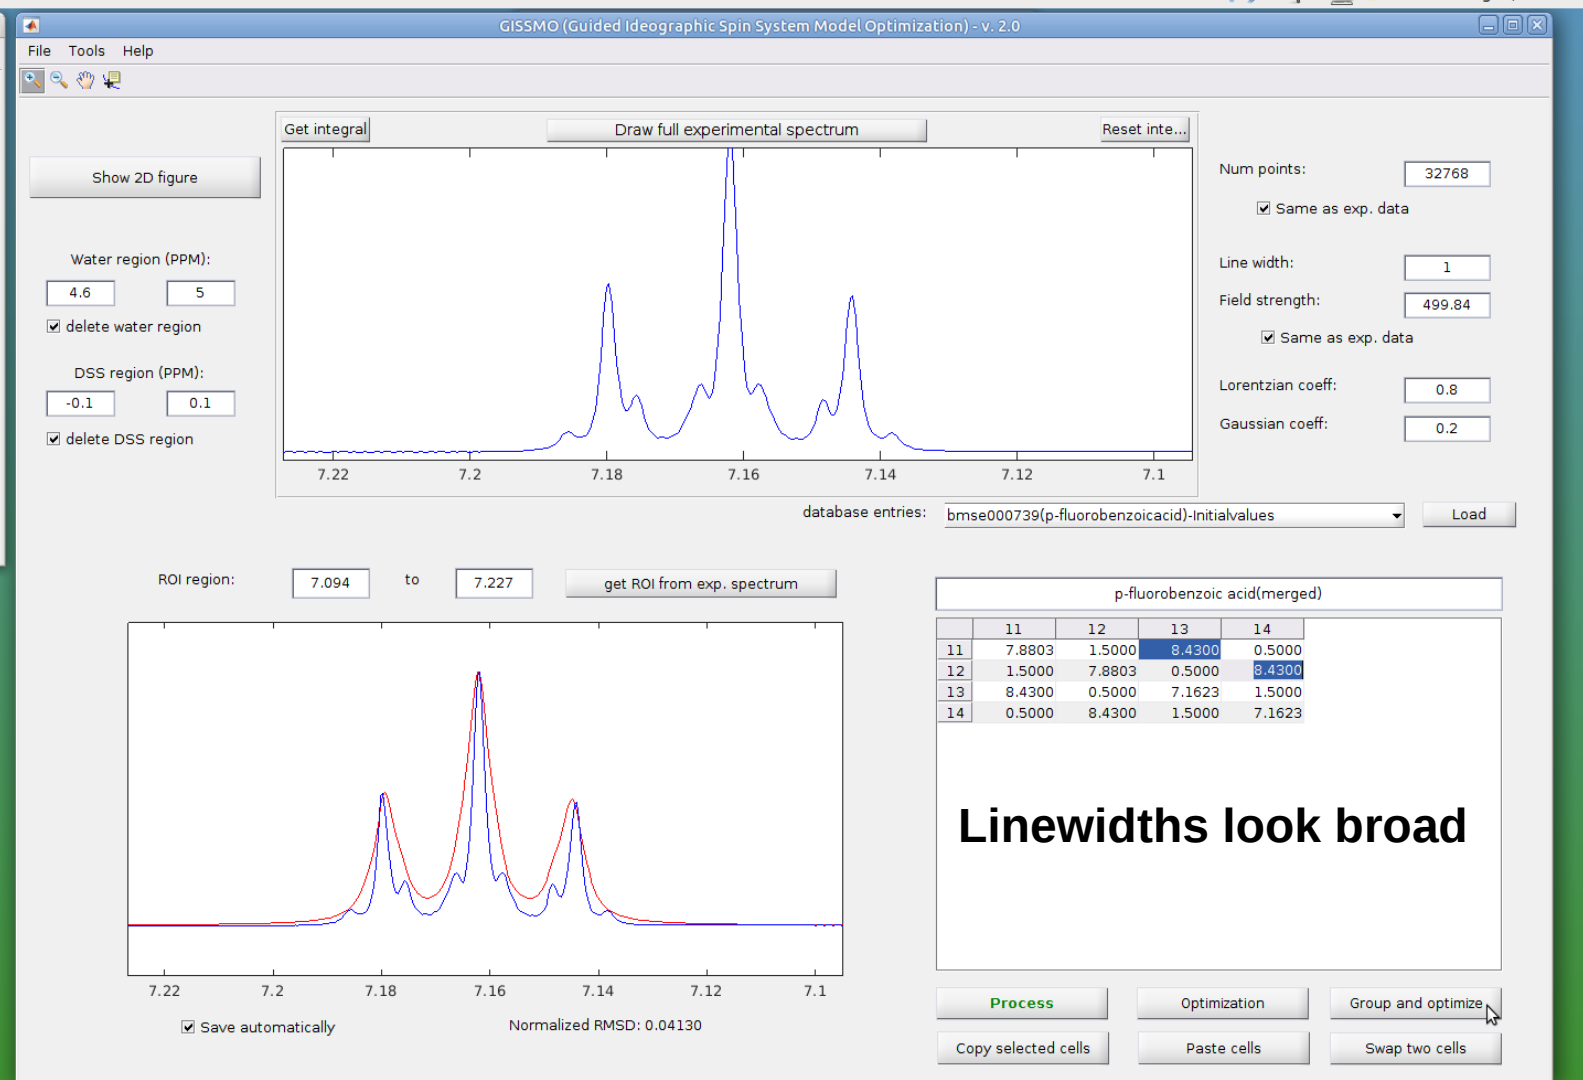 GISSMO (Guided Ideographic Spin System Model Optimization) - v. 2.0
File Tools Help
Get integral Draw full experimental spectrum Reset inte...
Show 2D figure
Num points: 32768
Same as exp. data
Water region (PPM):
4.6 5
delete water region
Line width: 1
Field strength: 499.84
Same as exp. data
DSS region (PPM):
-0.1 0.1
delete DSS region
Lorentzian coeff: 0.8
Gaussian coeff: 0.2
7.22 7.2 7.18 7.16 7.14 7.12 7.1
database entries: bmse000739(p-fluorobenzoicacid)-Initialvalues Load
ROI region: 7.094 to 7.227 get ROI from exp. spectrum
p-fluorobenzoic acid(merged)
11 12 13 14
11 7.8803 1.5000 8.4300 0.5000
12 1.5000 7.8803 0.5000 8.4300
13 8.4300 0.5000 7.1623 1.5000
14 0.5000 8.4300 1.5000 7.1623
Linewidths look broad
7.22 7.2 7.18 7.16 7.14 7.12 7.1
Save automatically Normalized RMSD: 0.04130
Process Optimization Group and optimize
Copy selected cells Paste cells Swap two cells